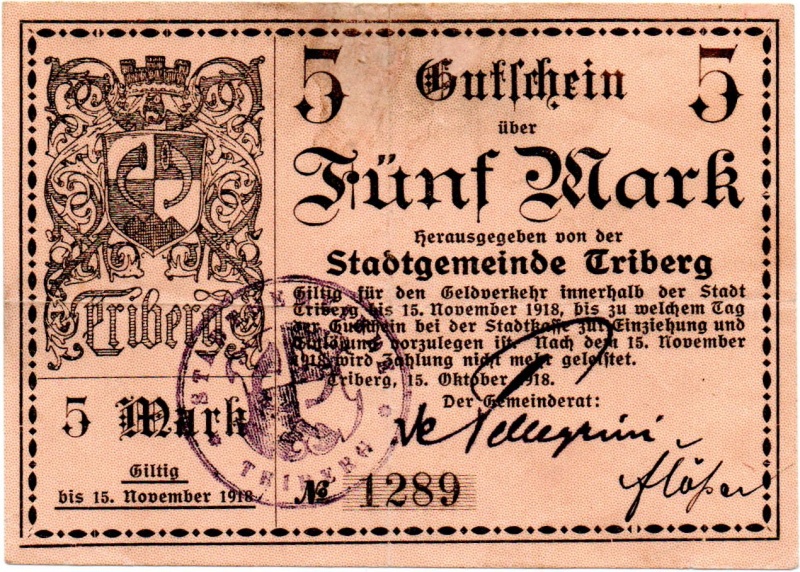 5 Gutschein 5
über
Fünf Mark
Herausgegeben von der
Stadtgemeinde Triberg
Giltig für den Geldverkehr innerhalb der Stadt
Triberg bis 15. November 1918, bis zu welchem Tag
der Gutschein bei der Stadtkasse zur Einziehung und
Einlösung vorzulegen ist. Nach dem 15. November
1918 wird Zahlung nicht mehr geleistet.
Triberg, 15. Oktober 1918.
Der Gemeinderat:
De Pellegrini
Nº 1289
Triberg
5 Mark
Giltig
bis 15. November 1918
TRIBERG